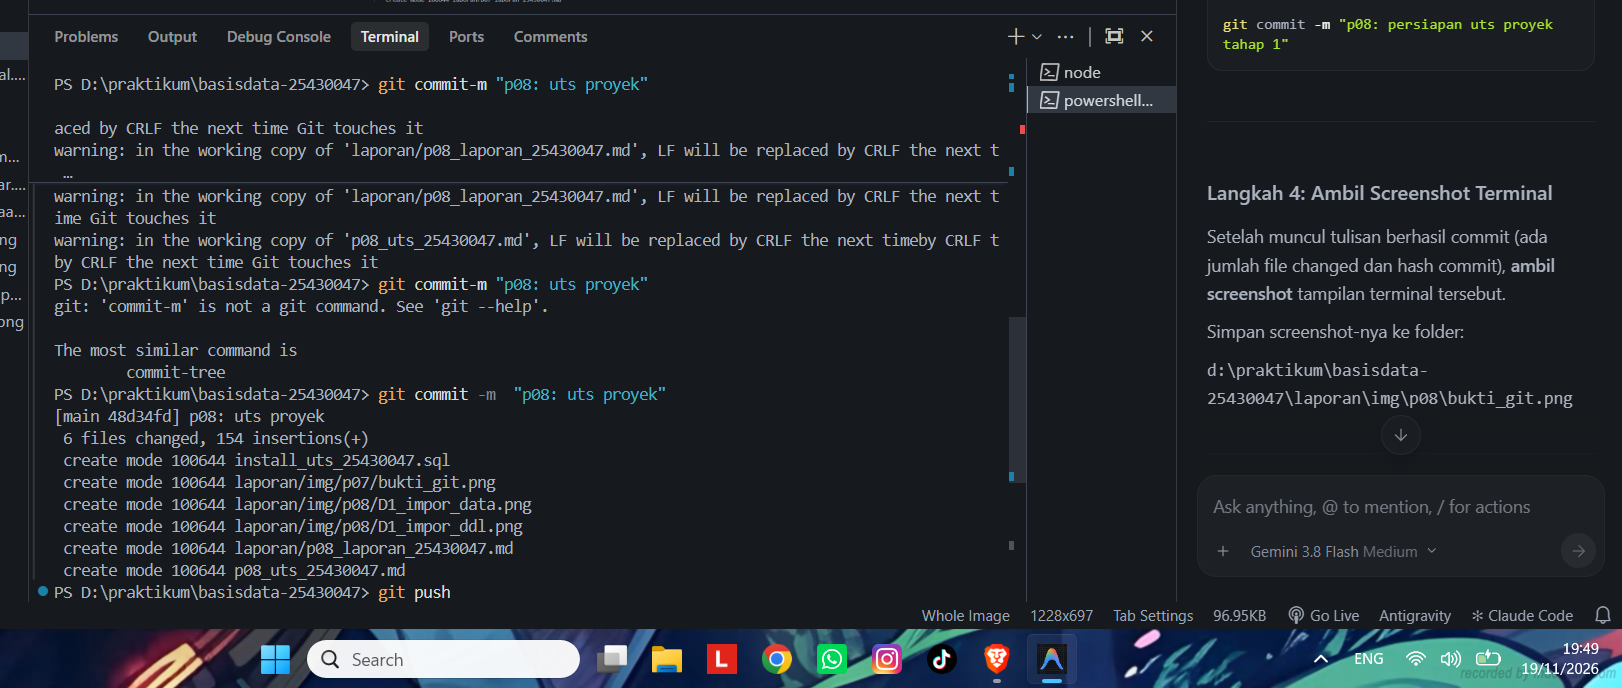 Problems Output Debug Console Terminal Ports Comments
PS D:\praktikum\basisdata-25430047> git commit-m "p08: uts proyek"
aced by CRLF the next time Git touches it
warning: in the working copy of 'laporan/p08_laporan_25430047.md', LF will be replaced by CRLF the next t
…
warning: in the working copy of 'laporan/p08_laporan_25430047.md', LF will be replaced by CRLF the next t
ime Git touches it
warning: in the working copy of 'p08_uts_25430047.md', LF will be replaced by CRLF the next timeby CRLF t
by CRLF the next time Git touches it
PS D:\praktikum\basisdata-25430047> git commit-m "p08: uts proyek"
git: 'commit-m' is not a git command. See 'git --help'.
The most similar command is
commit-tree
PS D:\praktikum\basisdata-25430047> git commit -m  "p08: uts proyek"
[main 48d34fd] p08: uts proyek
6 files changed, 154 insertions(+)
create mode 100644 install_uts_25430047.sql
create mode 100644 laporan/img/p07/bukti_git.png
create mode 100644 laporan/img/p08/D1_impor_data.png
create mode 100644 laporan/img/p08/D1_impor_ddl.png
create mode 100644 laporan/p08_laporan_25430047.md
create mode 100644 p08_uts_25430047.md
PS D:\praktikum\basisdata-25430047> git push
node
powershell...
git commit -m "p08: persiapan uts proyek
tahap 1"
Langkah 4: Ambil Screenshot Terminal
Setelah muncul tulisan berhasil commit (ada
jumlah file changed dan hash commit), ambil
screenshot tampilan terminal tersebut.
Simpan screenshot-nya ke folder:
d:\praktikum\basisdata-
25430047\laporan\img\p08\bukti_git.png
Ask anything, @ to mention, / for actions
Gemini 3.8 Flash Medium
Whole Image 1228x697 Tab Settings 96.95KB Go Live Antigravity Claude Code
Search
L
ENG
19:49
19/11/2026
recorded by